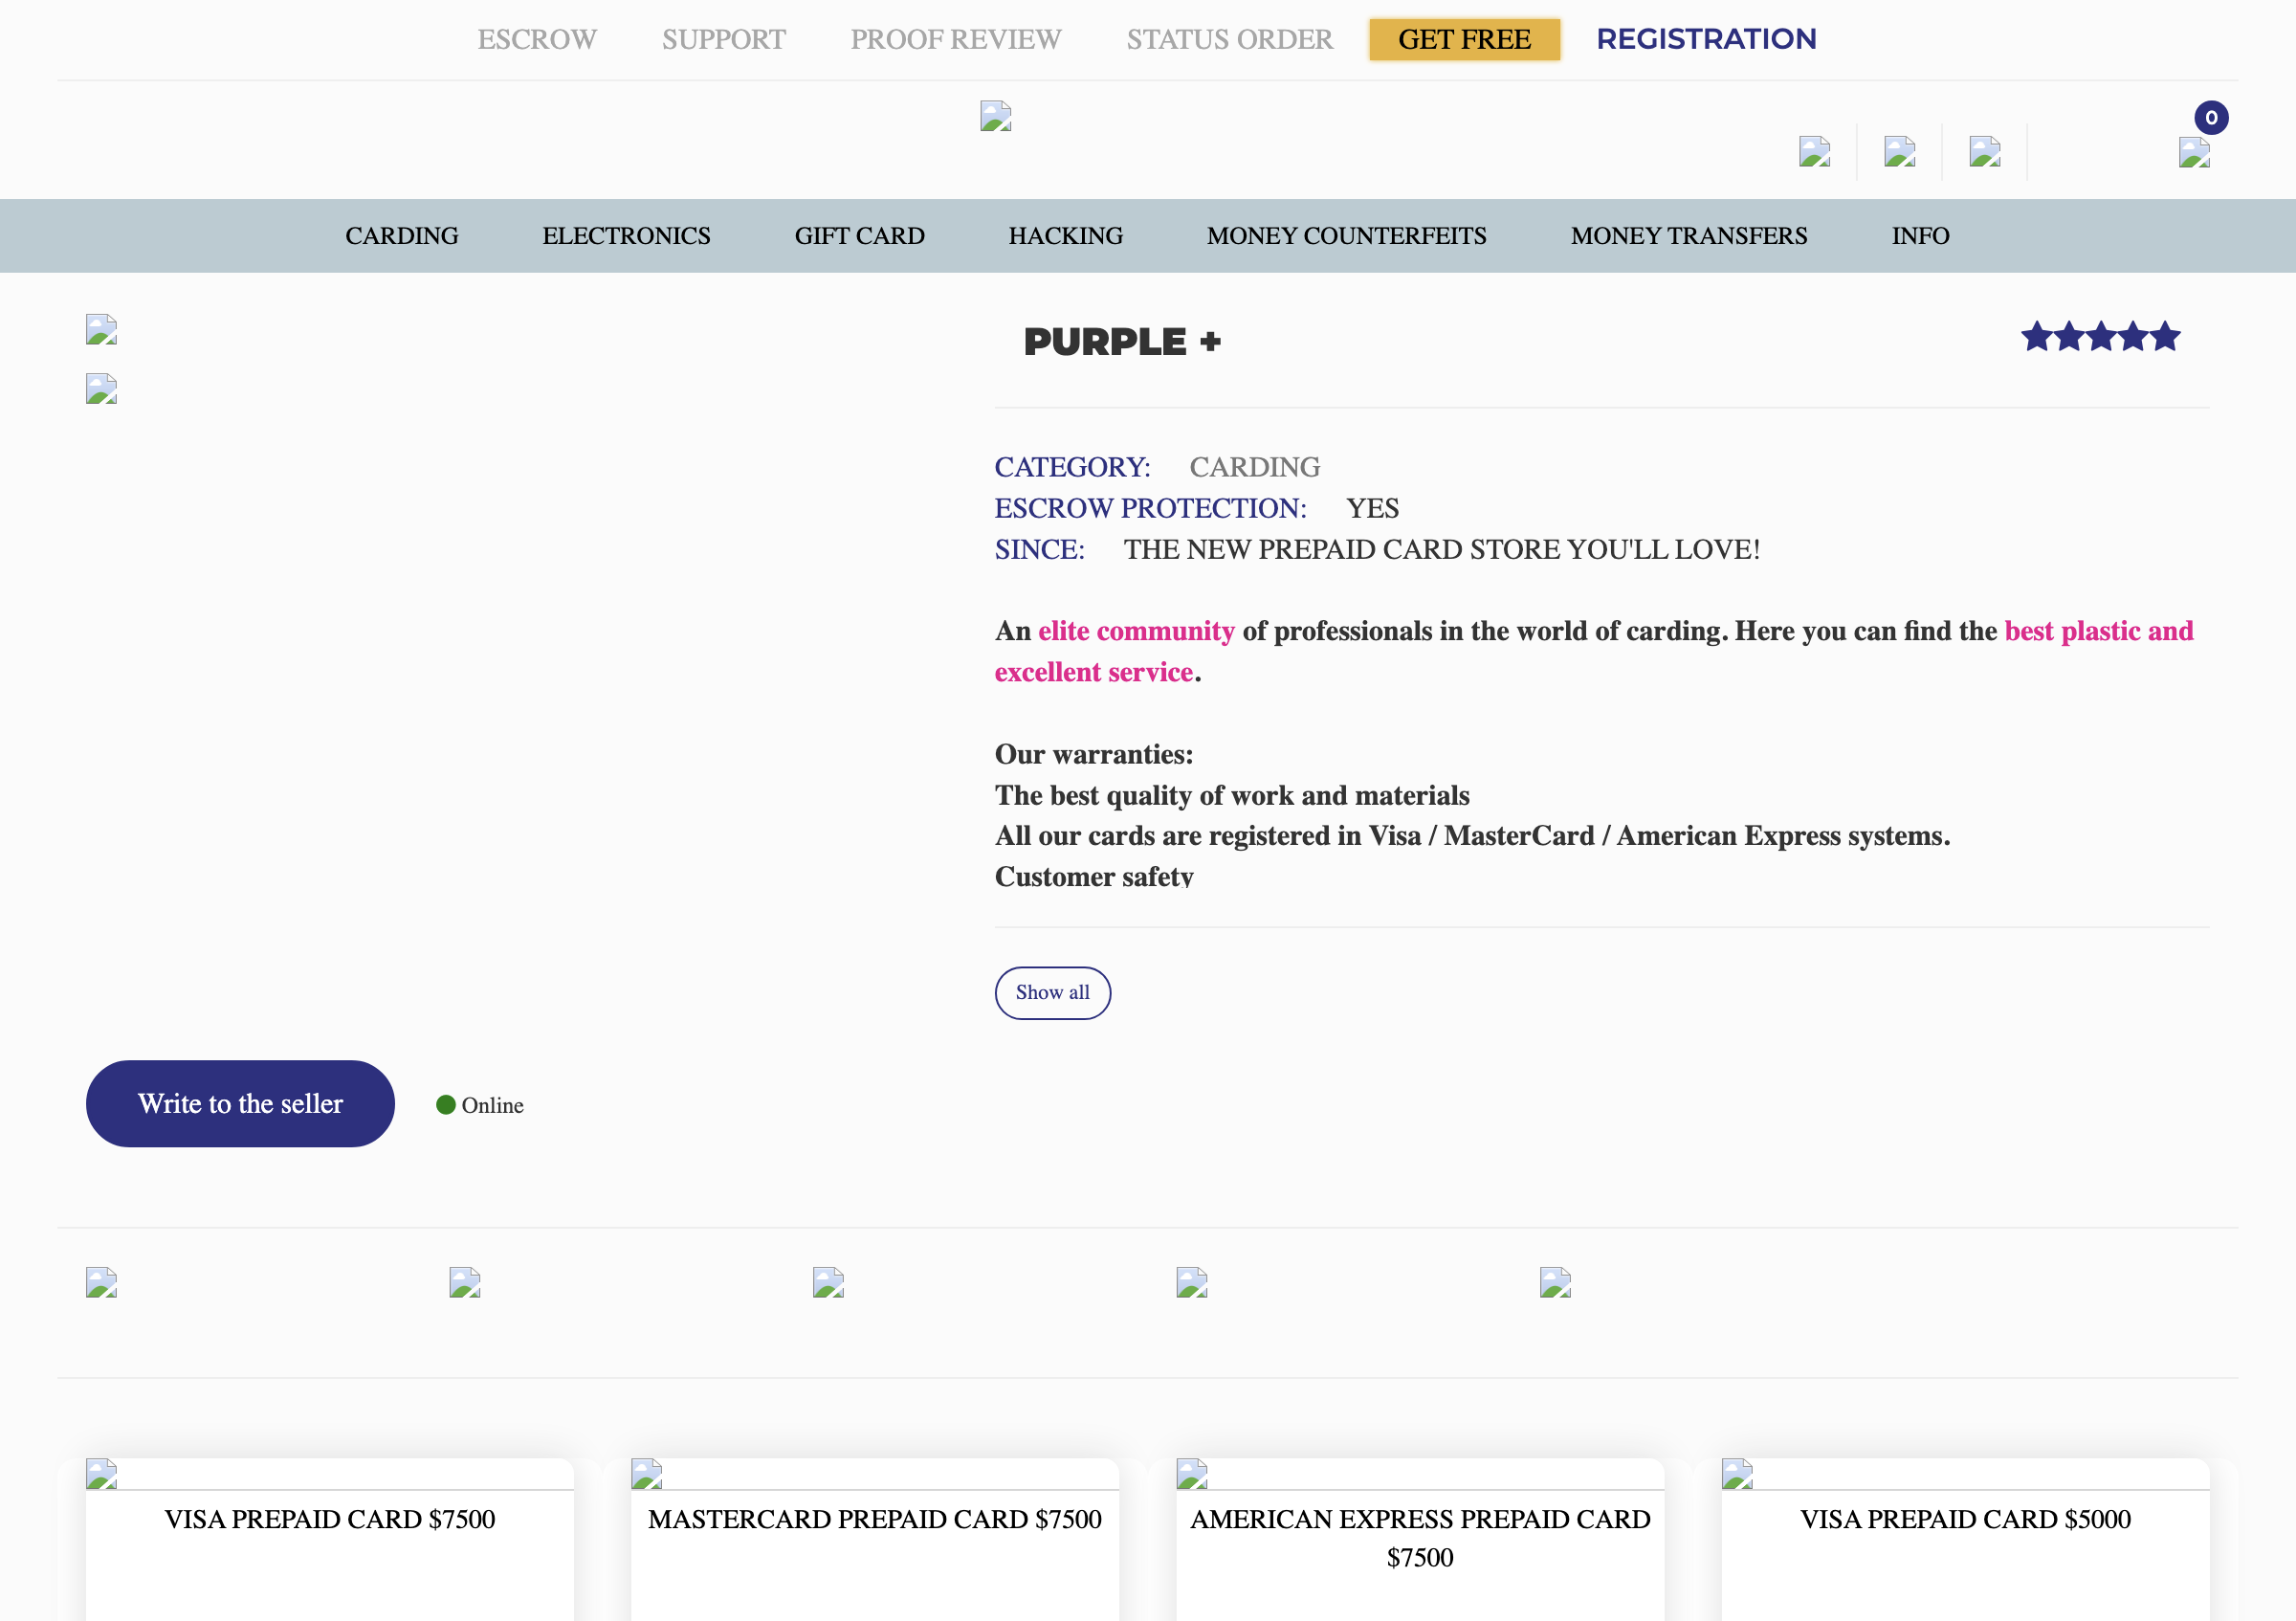 ESCROW SUPPORT PROOF REVIEW STATUS ORDER GET FREE REGISTRATION
0
CARDING ELECTRONICS GIFT CARD HACKING MONEY COUNTERFEITS MONEY TRANSFERS INFO
PURPLE +
CATEGORY: CARDING
ESCROW PROTECTION: YES
SINCE: THE NEW PREPAID CARD STORE YOU'LL LOVE!
An elite community of professionals in the world of carding. Here you can find the best plastic and
excellent service.
Our warranties:
The best quality of work and materials
All our cards are registered in Visa / MasterCard / American Express systems.
Customer safety
Show all
Write to the seller Online
VISA PREPAID CARD $7500
MASTERCARD PREPAID CARD $7500
AMERICAN EXPRESS PREPAID CARD
$7500
VISA PREPAID CARD $5000